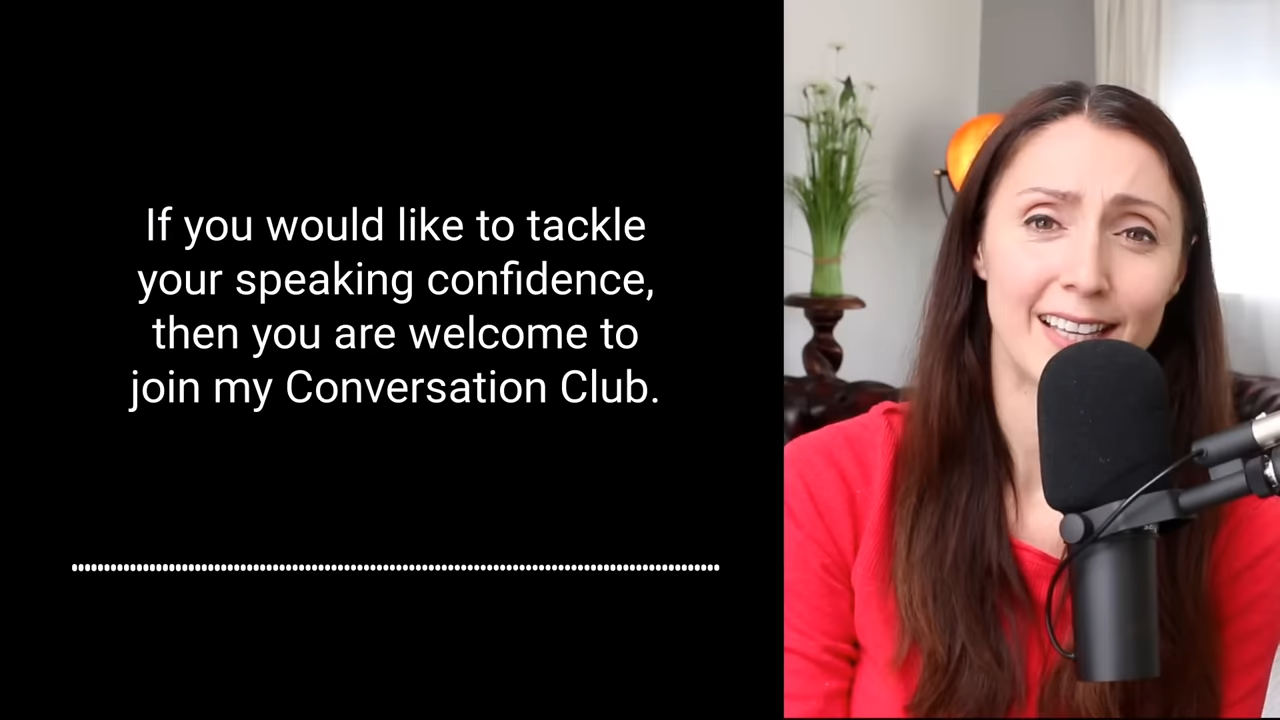 If you would like to tackle
your speaking confidence,
then you are welcome to
join my Conversation Club.